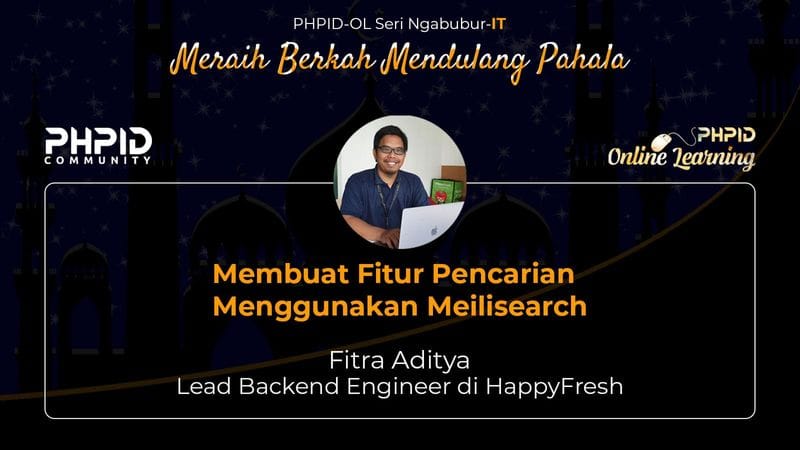 PHPID-OL Seri Ngabubur-IT
Meraih Berkah Mendulang Pahala
PHPID
COMMUNITY
PHPID
Online Learning
Membuat Fitur Pencarian
Menggunakan Meilisearch
Fitra Aditya
Lead Backend Engineer di HappyFresh